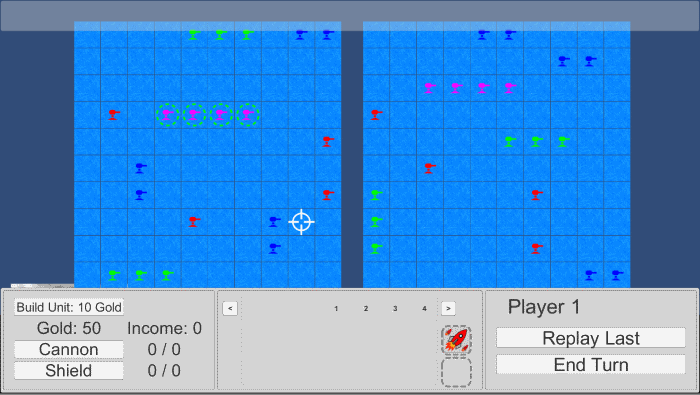 Build Unit: 10 Gold
Gold: 50 Income: 0
Cannon 0 / 0
Shield 0 / 0
< 1 2 3 4 >
Player 1
Replay Last
End Turn